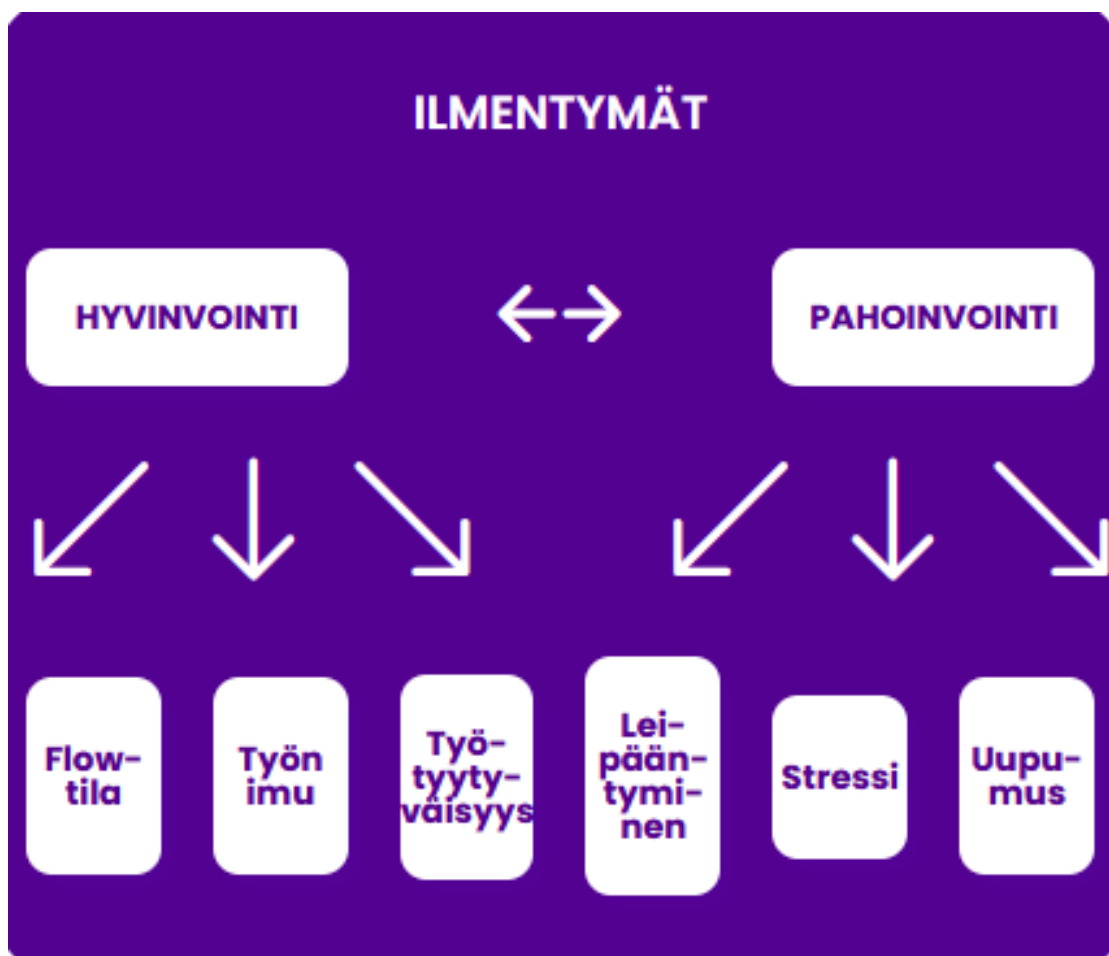 ILMENTYMÄT
HYVINVOINTI
PAHOINVOINTI
Flow-
tila
Työn
imu
Työ-
tyyty-
väisyys
Lei-
pään-
tymi-
nen
Stressi
Uupu-
mus